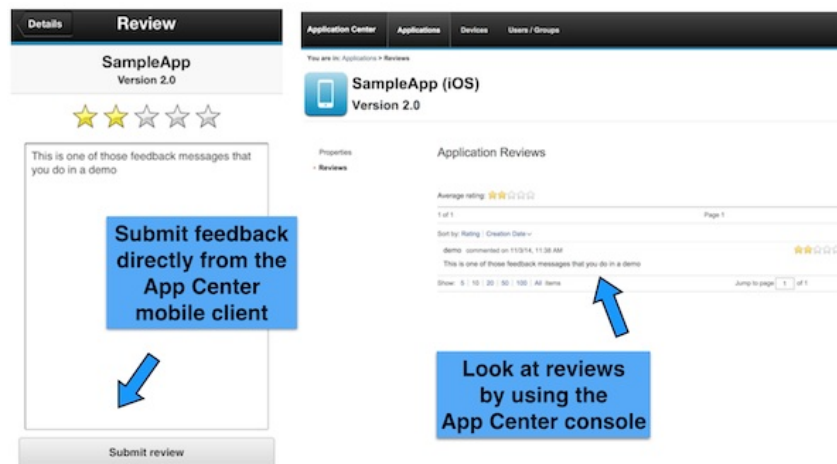 Details
Review
SampleApp
Version 2.0
This is one of those feedback messages that
you do in a demo
Submit feedback
directly from the
App Center
mobile client
Submit review
Application Center
Applications
Devices
Users / Groups
You are in: Applications > Reviews
SampleApp (iOS)
Version 2.0
Properties
Reviews
Application Reviews
Average rating:
1 of 1
Page 1
Sort by: Rating | Creation Date
demo commented on 11/3/14, 11:38 AM
This is one of those feedback messages that you do in a demo
Show: 5 | 10 | 20 | 50 | 100 | All items
Jump to page 1 of 1
Look at reviews
by using the
App Center console